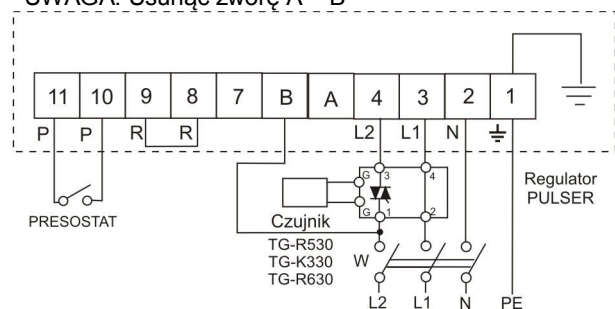 UWAGA: Usunąć zworę A – B
11 10 9 8 7 B A 4 3 2 1
P P R R L2 L1 N
G 3 4
G 1 2
Regulator
PULSER
PRESOSTAT
Czujnik
TG-R530
TG-K330
TG-R630
W
L2 L1 N PE